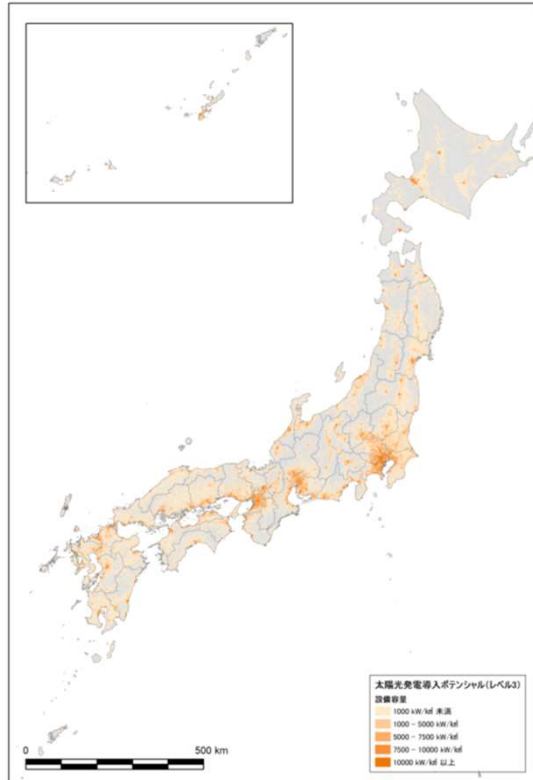 太陽光発電導入ポテンシャル(レベル3)
設備容量
1000 kW/k㎡ 未満
1000 - 5000 kW/k㎡
5000 - 7500 kW/k㎡
7500 - 10000 kW/k㎡
10000 kW/k㎡ 以上
0 500 km